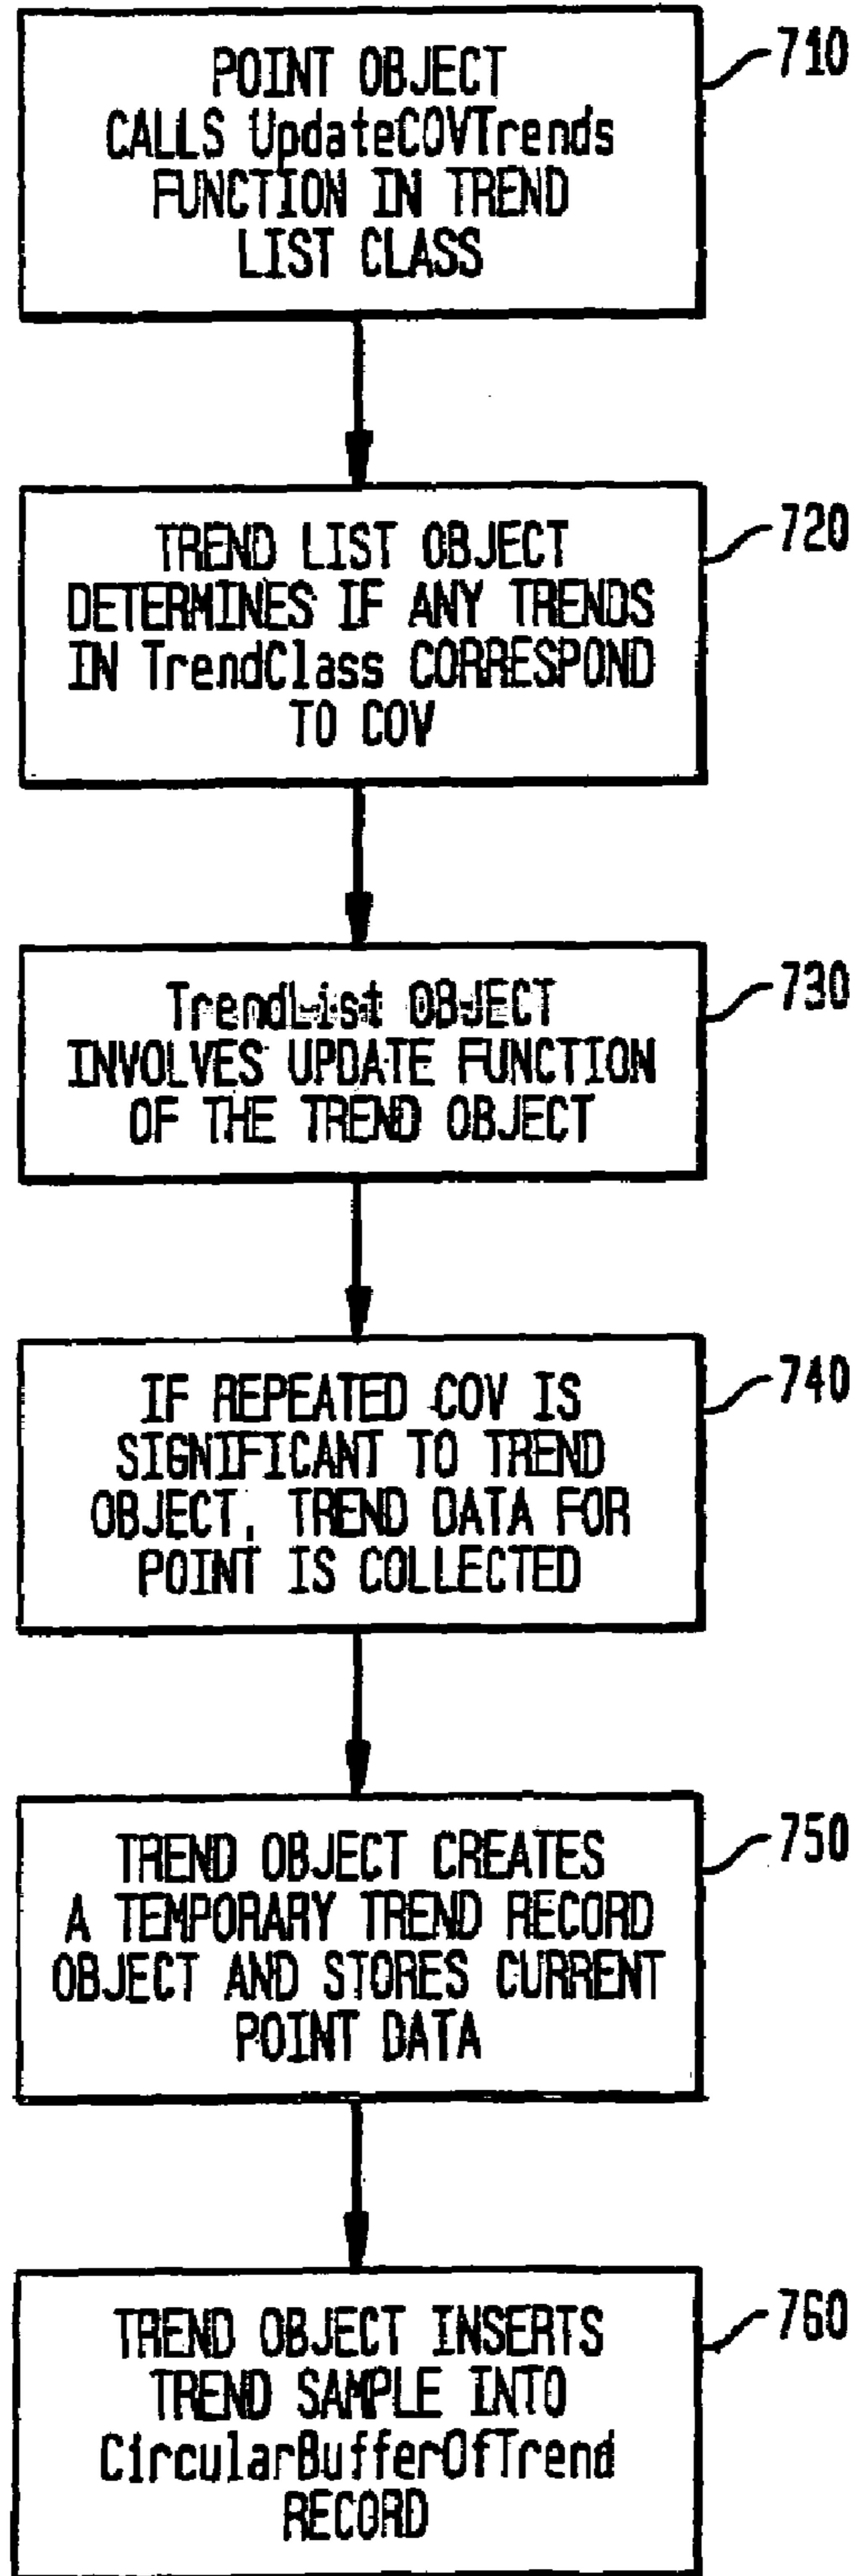 POINT OBJECT
CALLS UpdateCOVTrends
FUNCTION IN TREND
LIST CLASS
710
TREND LIST OBJECT
DETERMINES IF ANY TRENDS
IN TrendClass CORRESPOND
TO COV
720
TrendList OBJECT
INVOLVES UPDATE FUNCTION
OF THE TREND OBJECT
730
IF REPEATED COV IS
SIGNIFICANT TO TREND
OBJECT, TREND DATA FOR
POINT IS COLLECTED
740
TREND OBJECT CREATES
A TEMPORARY TREND RECORD
OBJECT AND STORES CURRENT
POINT DATA
750
TREND OBJECT INSERTS
TREND SAMPLE INTO
CircularBufferOfTrend
RECORD
760